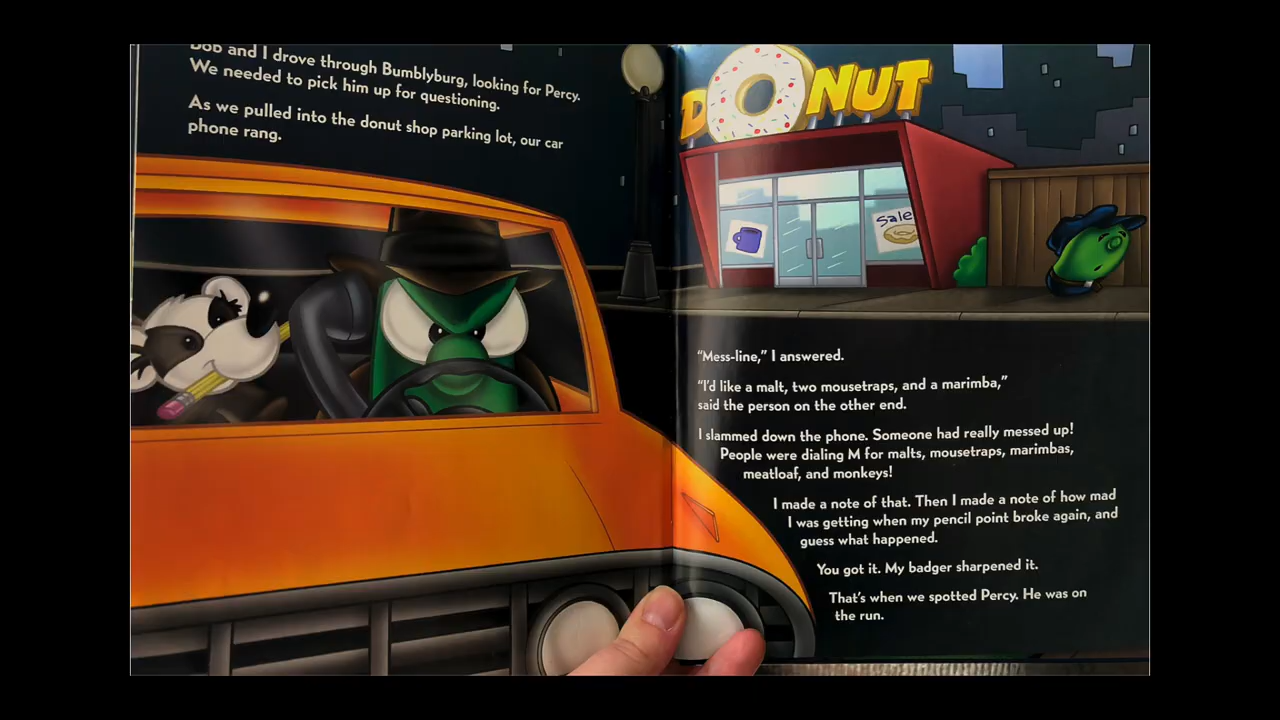 Bob and I drove through Bumblyburg, looking for Percy.
We needed to pick him up for questioning.
As we pulled into the donut shop parking lot, our car
phone rang.
DONUT
Sale
"Mess-line," I answered.
"I'd like a malt, two mousetraps, and a marimba,"
said the person on the other end.
I slammed down the phone. Someone had really messed up!
People were dialing M for malts, mousetraps, marimbas,
meatloaf, and monkeys!
I made a note of that. Then I made a note of how mad
I was getting when my pencil point broke again, and
guess what happened.
You got it. My badger sharpened it.
That's when we spotted Percy. He was on
the run.